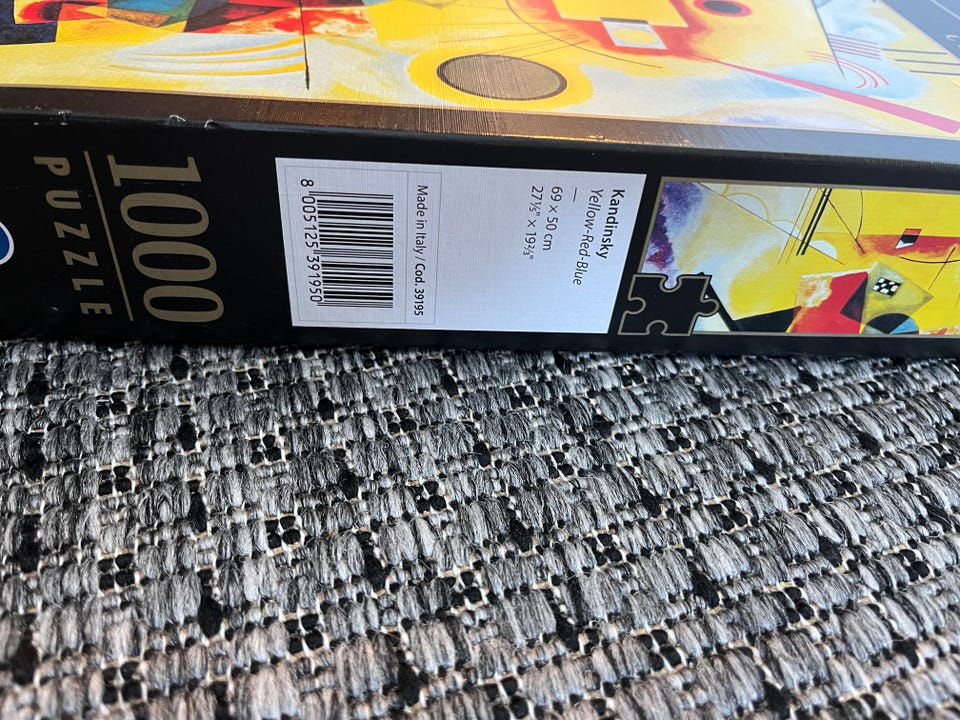 1000
PUZZLE
Kandinsky
Yellow-Red-Blue
—
69 x 50 cm
27⅕" x 19⅔"
Made in Italy / Cod. 39195
8 005125 391950